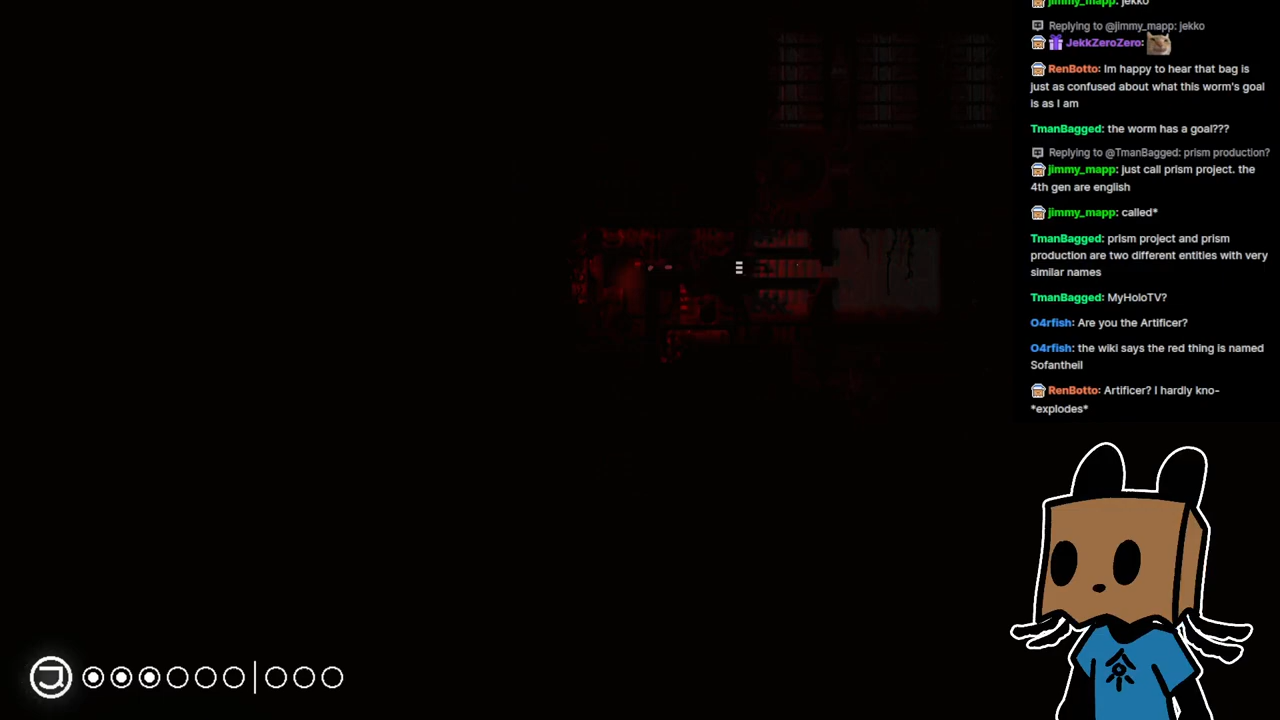 jimmy_mapp: jekko
Replying to @jimmy_mapp: jekko
JekkZeroZero:
RenBotto: Im happy to hear that bag is
just as confused about what this worm's goal
is as I am
TmanBagged: the worm has a goal???
Replying to @TmanBagged: prism production?
jimmy_mapp: just call prism project. the
4th gen are english
jimmy_mapp: called*
TmanBagged: prism project and prism
production are two different entities with very
similar names
TmanBagged: MyHoloTV?
O4rfish: Are you the Artificer?
O4rfish: the wiki says the red thing is named
Sofantheil
RenBotto: Artificer? I hardly kno-
*explodes*